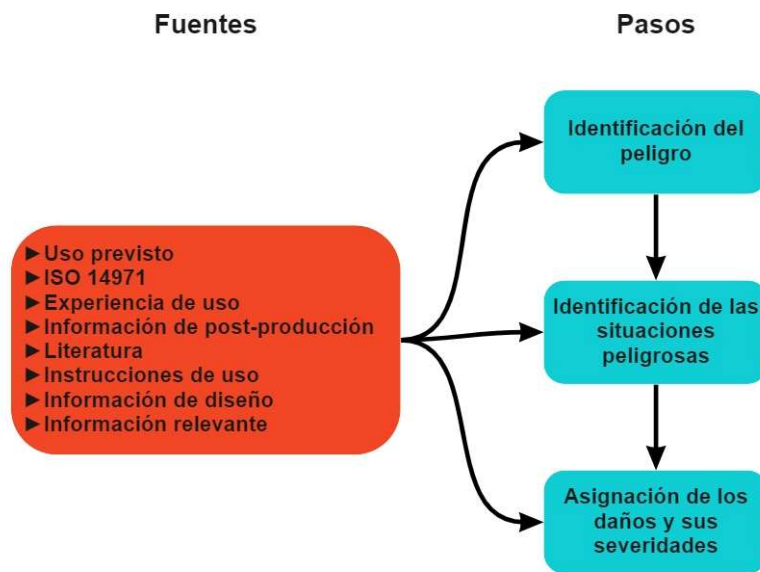 Fuentes
Pasos
►Uso previsto
►ISO 14971
►Experiencia de uso
►Información de post-producción
►Literatura
►Instrucciones de uso
►Información de diseño
►Información relevante
Identificación del
peligro
Identificación de las
situaciones
peligrosas
Asignación de los
daños y sus
severidades